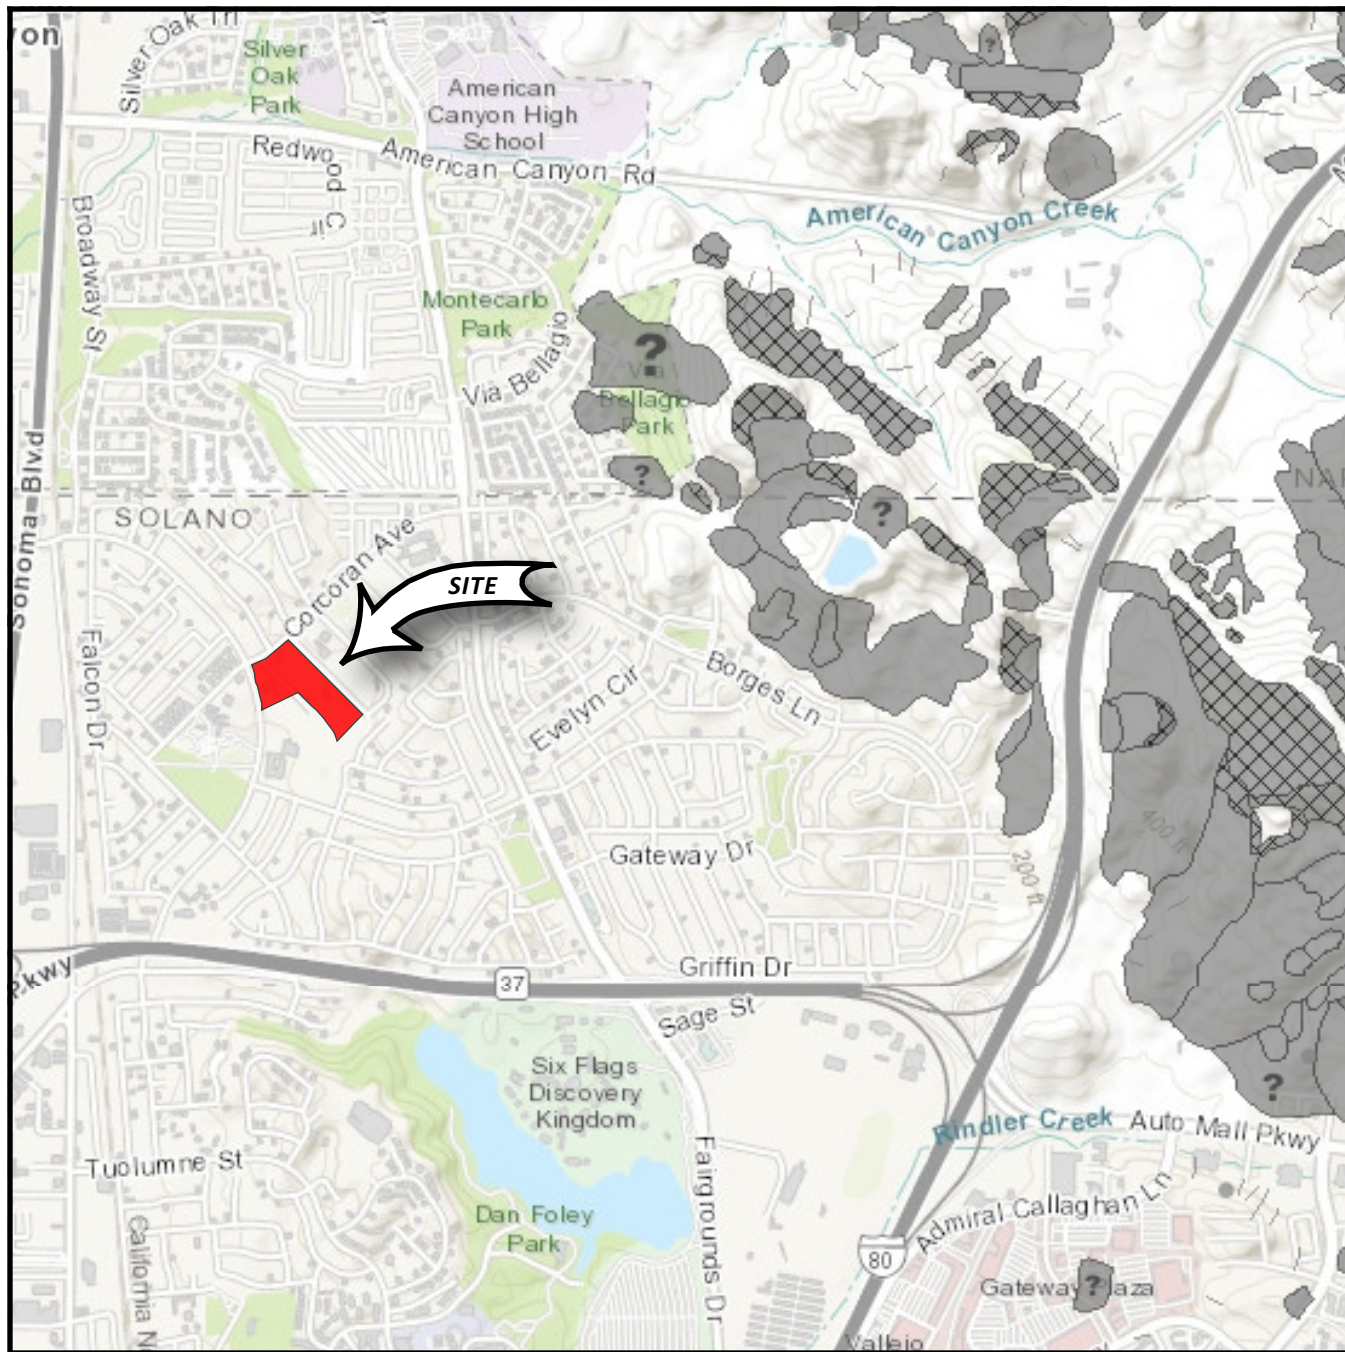 yon
Silver Oak Trl
Dr
Silver
Oak
Park
American
Canyon High
School
?
Redwood Cir
American Canyon Rd
American Canyon Creek
Broadway St
Montecarlo
Park
Via Bellagio
?
Via
Bellagio
Park
?
?
NAP
Sonoma Blvd
SOLANO
Corcoran Ave
SITE
Falcon Dr
Borges Ln
Evelyn Cir
400 ft
Gateway Dr
200 ft
Pkwy
37
Griffin Dr
Sage St
Six Flags
Discovery
Kingdom
?
Rindler Creek
Auto Mall Pkwy
Tuolumne St
Fairgrounds Dr
Dan Foley
Park
Admiral Callaghan Ln
California
80
Gateway Plaza
?
Vallejo